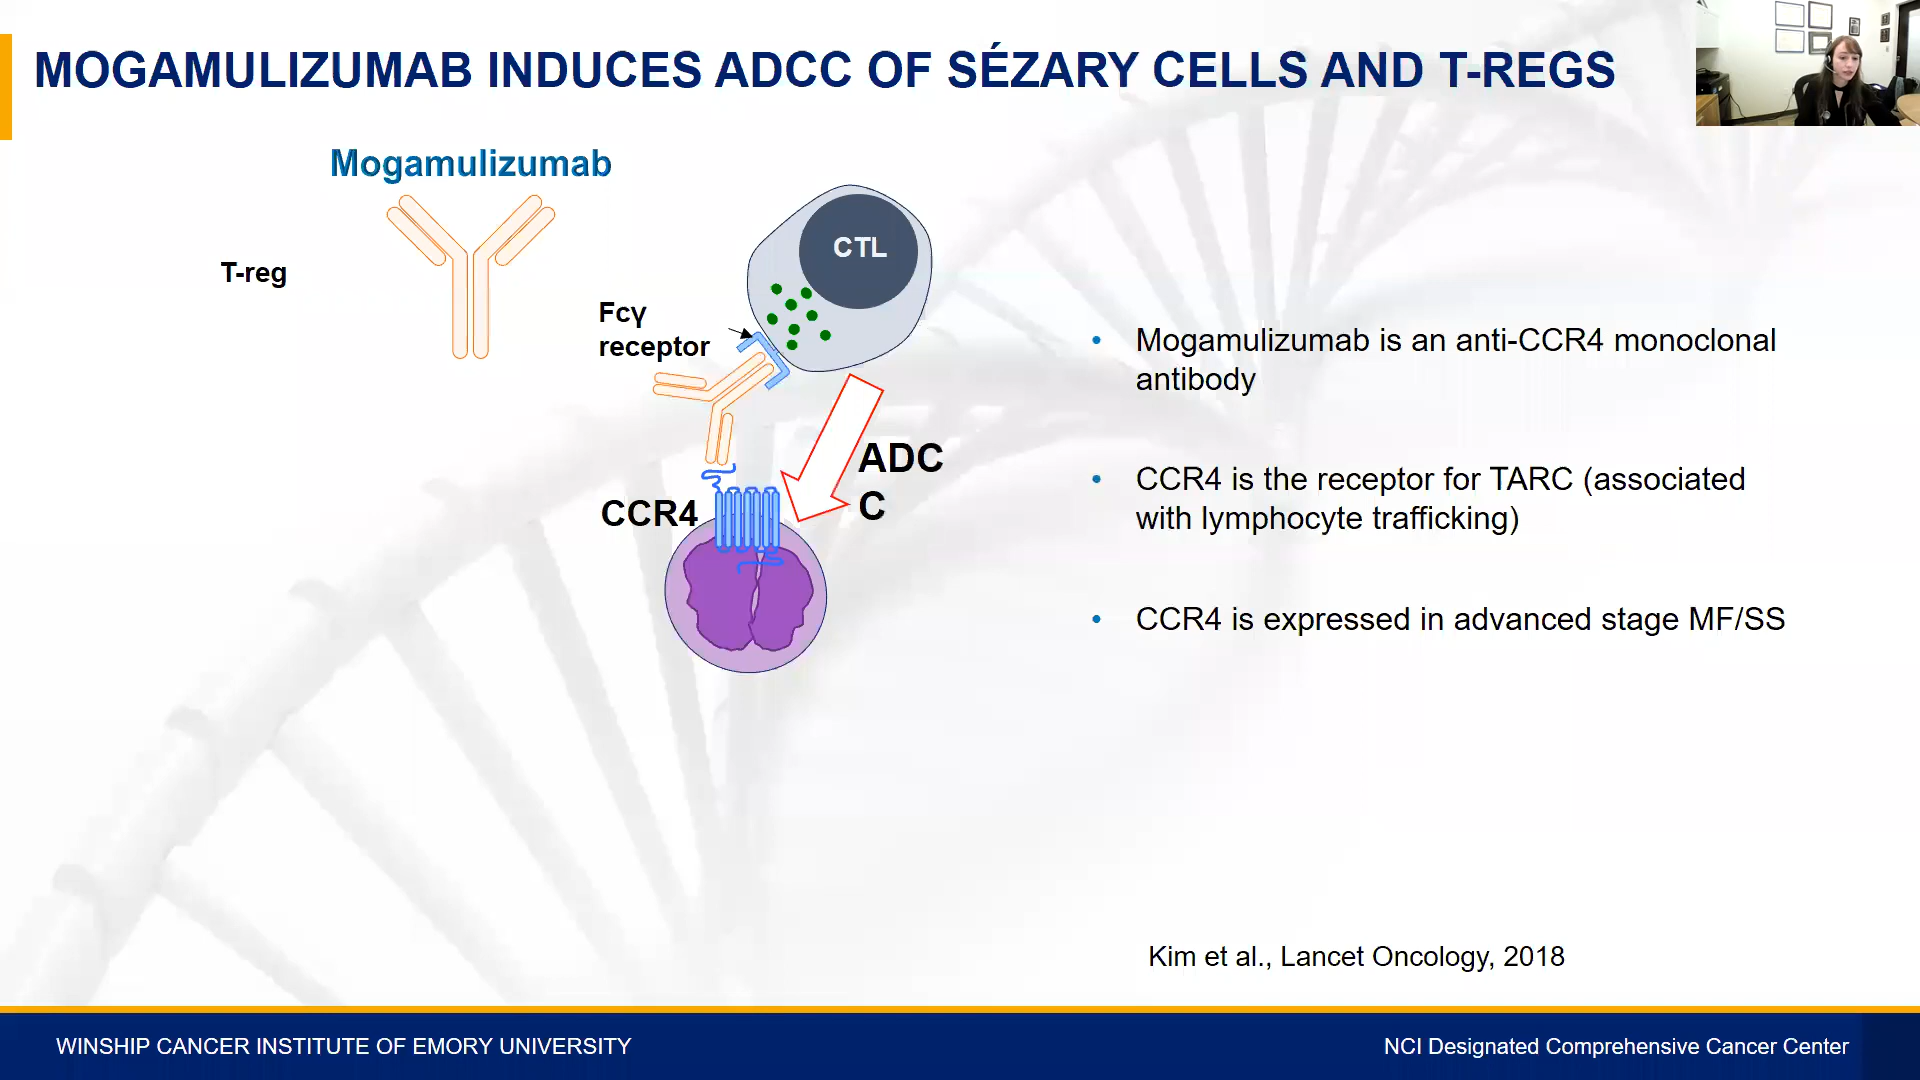 MOGAMULIZUMAB INDUCES ADCC OF SÉZARY CELLS AND T-REGS
Mogamulizumab
T-reg
CTL
Fcγ
receptor
ADC
C
CCR4
• Mogamulizumab is an anti-CCR4 monoclonal
antibody
• CCR4 is the receptor for TARC (associated
with lymphocyte trafficking)
• CCR4 is expressed in advanced stage MF/SS
Kim et al., Lancet Oncology, 2018
WINSHIP CANCER INSTITUTE OF EMORY UNIVERSITY
NCI Designated Comprehensive Cancer Center